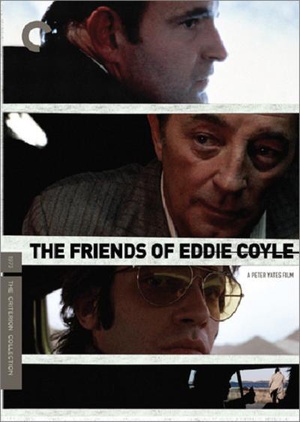 THE FRIENDS OF EDDIE COYLE
A PETER YATES FILM
THE CRITERION COLLECTION